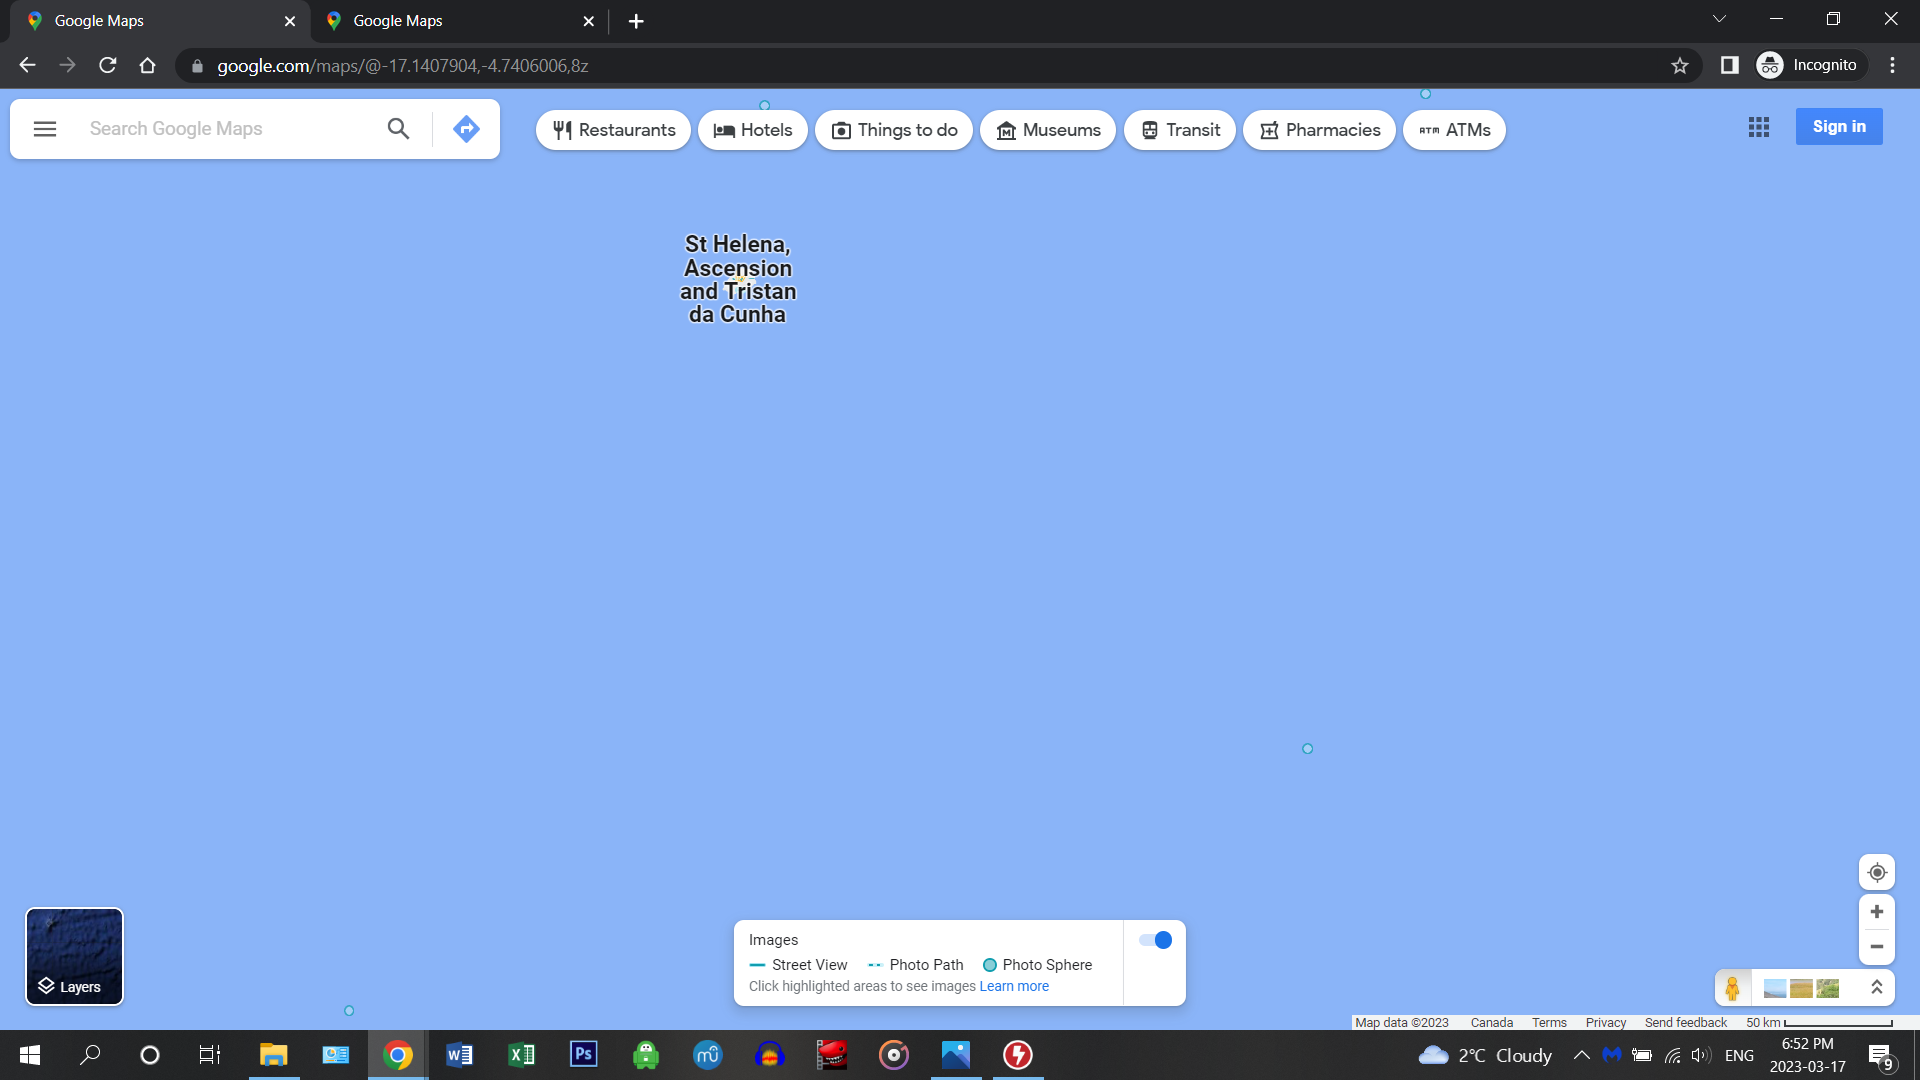 Google Maps
Google Maps
google.com/maps/@-17.1407904,-4.7406006,8z
Incognito
Search Google Maps
Restaurants
Hotels
Things to do
Museums
Transit
Pharmacies
ATM ATMs
Sign in
St Helena,
Ascension
and Tristan
da Cunha
Images
Street View
Photo Path
Photo Sphere
Click highlighted areas to see images Learn more
Layers
Map data ©2023
Canada
Terms
Privacy
Send feedback
50 km
W
X
Ps
mü
2°C Cloudy
ENG
6:52 PM
2023-03-17
9